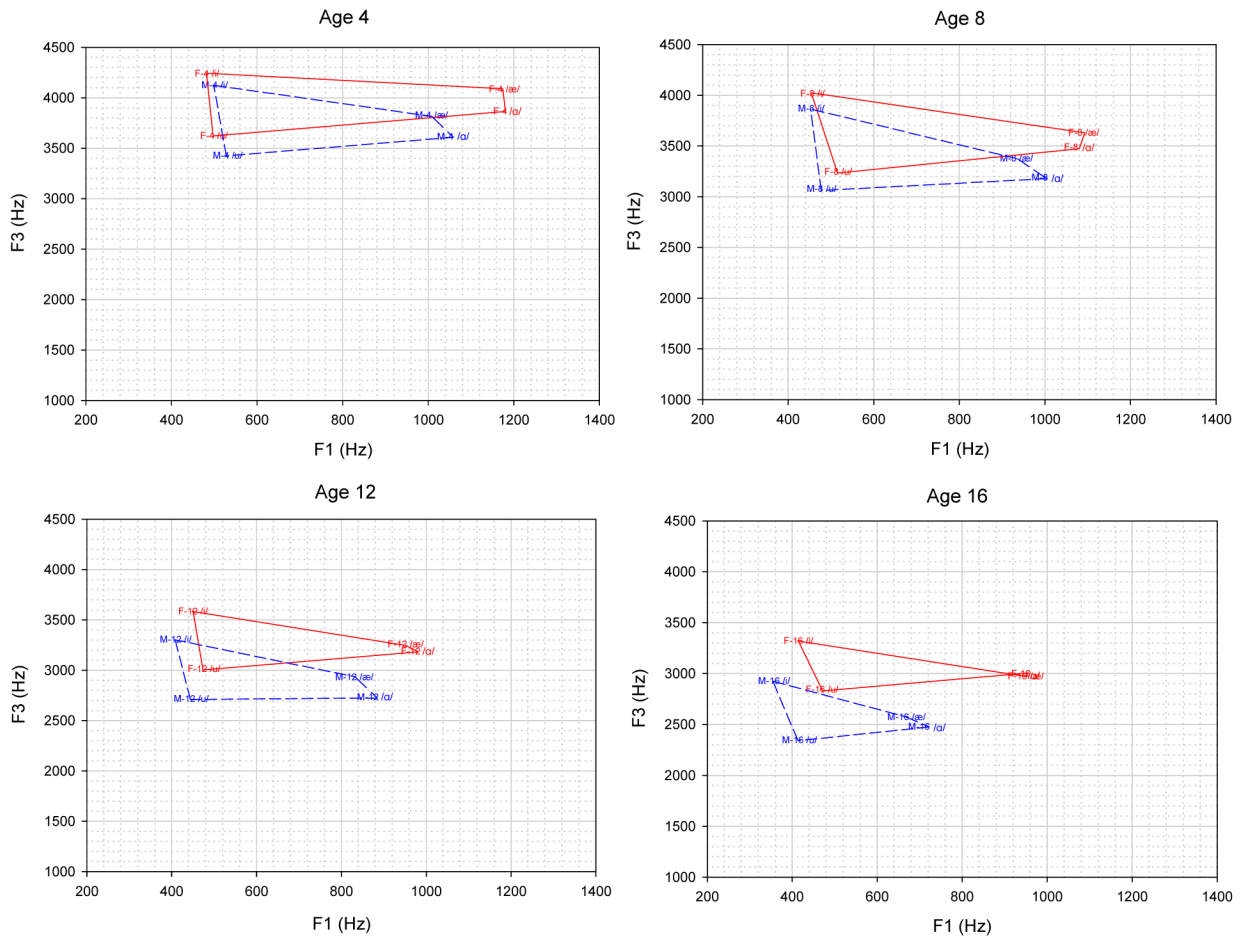 Age 4
4500
4000
3500
3000
2500
2000
1500
1000
F3 (Hz)
F-4 /i/
M-4 /i/
F-4 /æ/
M-4 /æ/
F-4 /ɑ/
F-4 /u/
M-4 /ɑ/
M-4 /u/
200 400 600 800 1000 1200 1400
F1 (Hz)
Age 8
4500
4000
3500
3000
2500
2000
1500
1000
F3 (Hz)
F-8 /i/
M-8 /i/
F-8 /æ/
F-8 /ɑ/
M-8 /æ/
F-8 /u/
M-8 /ɑ/
M-8 /u/
200 400 600 800 1000 1200 1400
F1 (Hz)
Age 12
4500
4000
3500
3000
2500
2000
1500
1000
F3 (Hz)
F-12 /i/
M-12 /i/
F-12 /æ/
F-12 /ɑ/
F-12 /u/
M-12 /æ/
M-12 /ɑ/
M-12 /u/
200 400 600 800 1000 1200 1400
F1 (Hz)
Age 16
4500
4000
3500
3000
2500
2000
1500
1000
F3 (Hz)
F-16 /i/
M-16 /i/
F-16 /u/
M-16 /æ/
M-16 /ɑ/
M-16 /u/
200 400 600 800 1000 1200 1400
F1 (Hz)